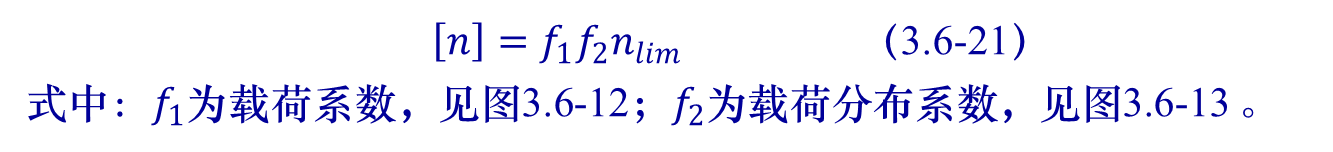 [n] = f₁f₂nₗᵢₘ （3.6-21）
式中：f₁为载荷系数，见图3.6-12；f₂为载荷分布系数，见图3.6-13 。